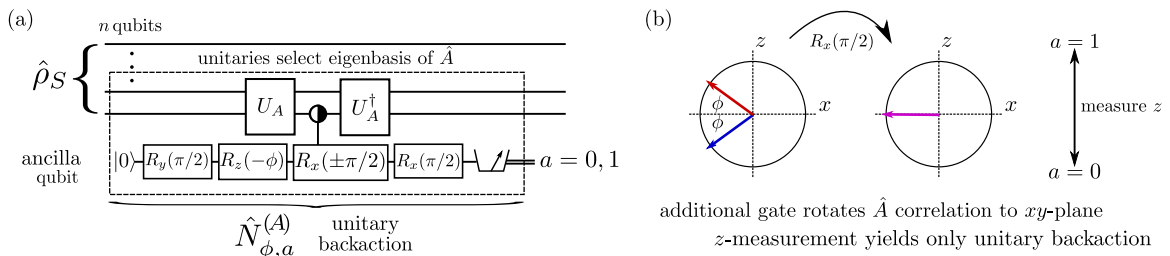 (a)
n qubits
unitaries select eigenbasis of Â
ρ̂_S
U_A
U_A^†
ancilla
qubit
|0⟩ R_y(π/2) R_z(−ϕ) R_x(±π/2) R_x(π/2) a = 0, 1
N̂_{ϕ,a}^{(A)} unitary
backaction
(b)
z
R_x(π/2)
z
a = 1
ϕ
ϕ
x
x
measure z
a = 0
additional gate rotates Â correlation to xy-plane
z-measurement yields only unitary backaction